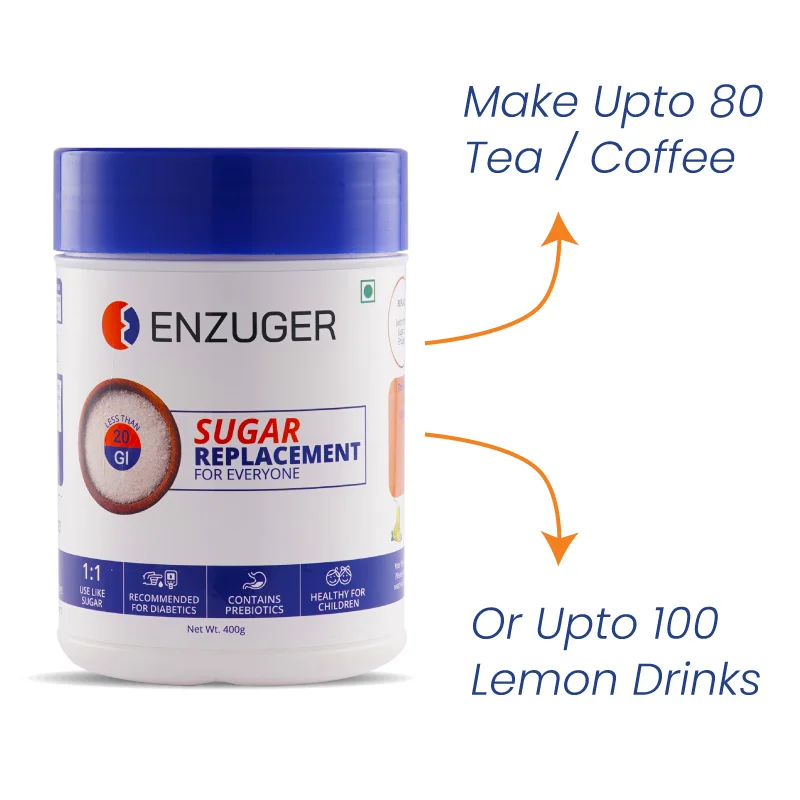 Make Upto 80
Tea / Coffee
ENZUGER
LESS THAN
20
GI
SUGAR
REPLACEMENT
FOR EVERYONE
1:1
USE LIKE
SUGAR
RECOMMENDED
FOR DIABETICS
CONTAINS
PREBIOTICS
HEALTHY FOR
CHILDREN
Net Wt. 400g
Or Upto 100
Lemon Drinks